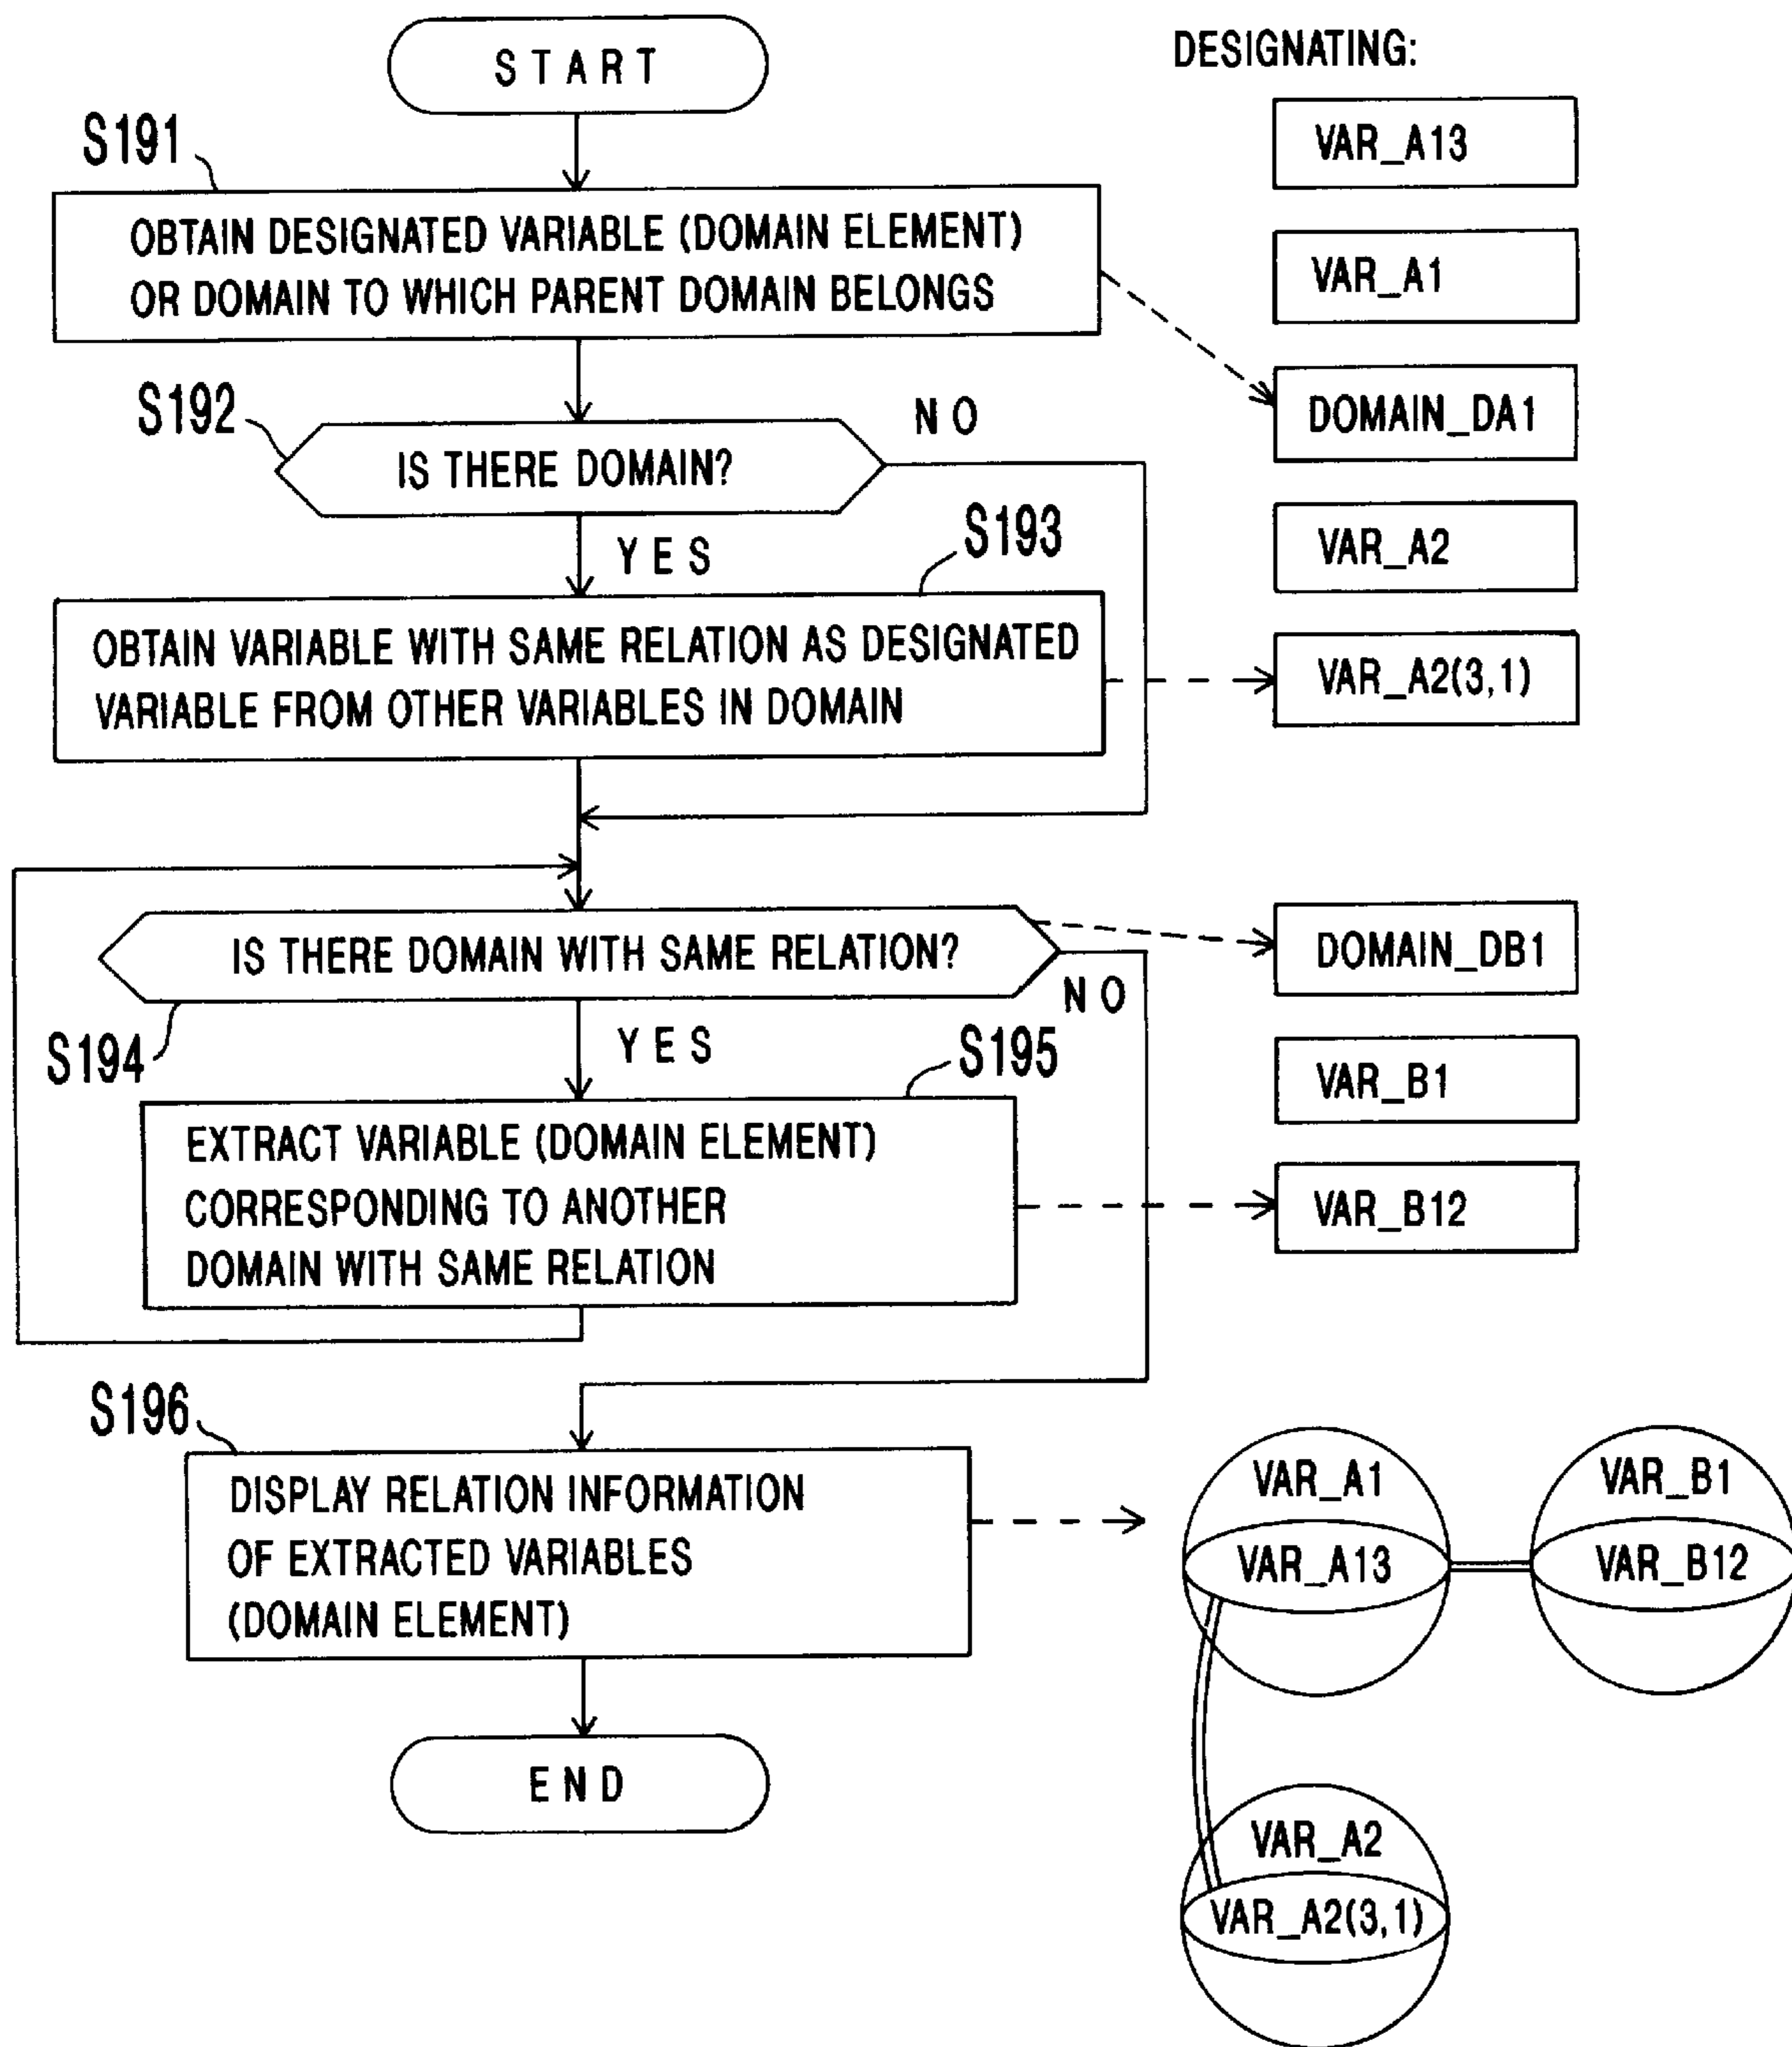 START
DESIGNATING:
S191
VAR_A13
OBTAIN DESIGNATED VARIABLE (DOMAIN ELEMENT)
OR DOMAIN TO WHICH PARENT DOMAIN BELONGS
VAR_A1
S192
NO
DOMAIN_DA1
IS THERE DOMAIN?
YES
S193
VAR_A2
OBTAIN VARIABLE WITH SAME RELATION AS DESIGNATED
VARIABLE FROM OTHER VARIABLES IN DOMAIN
VAR_A2(3,1)
IS THERE DOMAIN WITH SAME RELATION?
DOMAIN_DB1
NO
S194
YES
S195
VAR_B1
EXTRACT VARIABLE (DOMAIN ELEMENT)
CORRESPONDING TO ANOTHER
DOMAIN WITH SAME RELATION
VAR_B12
S196
DISPLAY RELATION INFORMATION
OF EXTRACTED VARIABLES
(DOMAIN ELEMENT)
VAR_A1
VAR_B1
VAR_A13
VAR_B12
END
VAR_A2
VAR_A2(3,1)